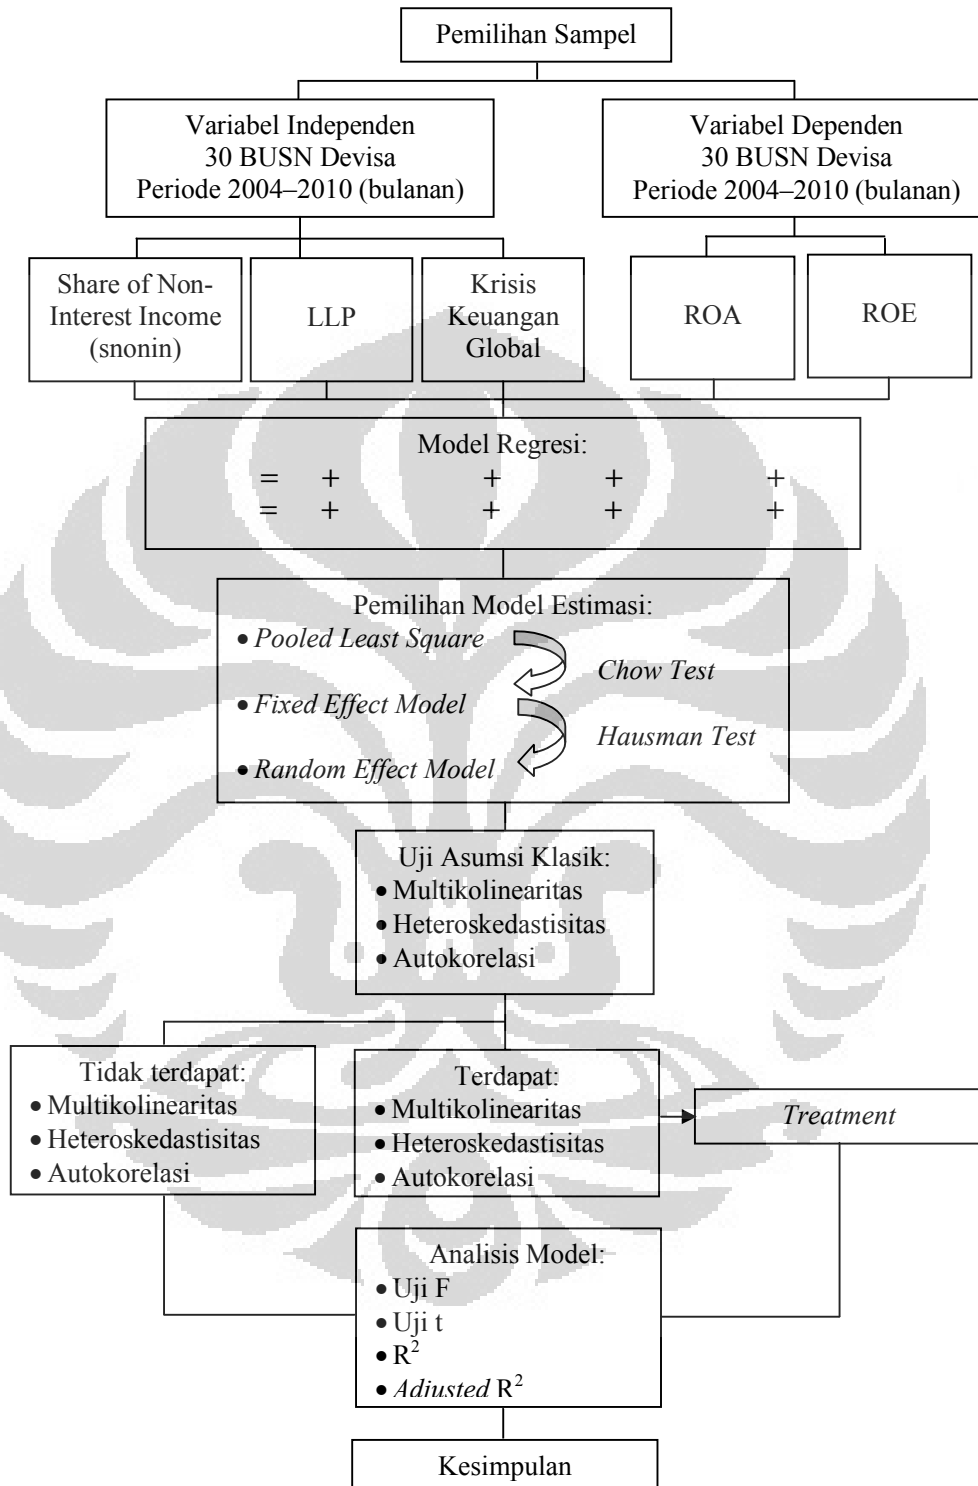 Pemilihan Sampel
Variabel Independen
30 BUSN Devisa
Periode 2004–2010 (bulanan)
Variabel Dependen
30 BUSN Devisa
Periode 2004–2010 (bulanan)
Share of Non-
Interest Income
(snonin)
LLP
Krisis
Keuangan
Global
ROA
ROE
Model Regresi:
= + + + +
= + + + +
Pemilihan Model Estimasi:
• Pooled Least Square
Chow Test
• Fixed Effect Model
Hausman Test
• Random Effect Model
Uji Asumsi Klasik:
• Multikolinearitas
• Heteroskedastisitas
• Autokorelasi
Tidak terdapat:
• Multikolinearitas
• Heteroskedastisitas
• Autokorelasi
Terdapat:
• Multikolinearitas
• Heteroskedastisitas
• Autokorelasi
Treatment
Analisis Model:
• Uji F
• Uji t
• R²
• Adjusted R²
Kesimpulan